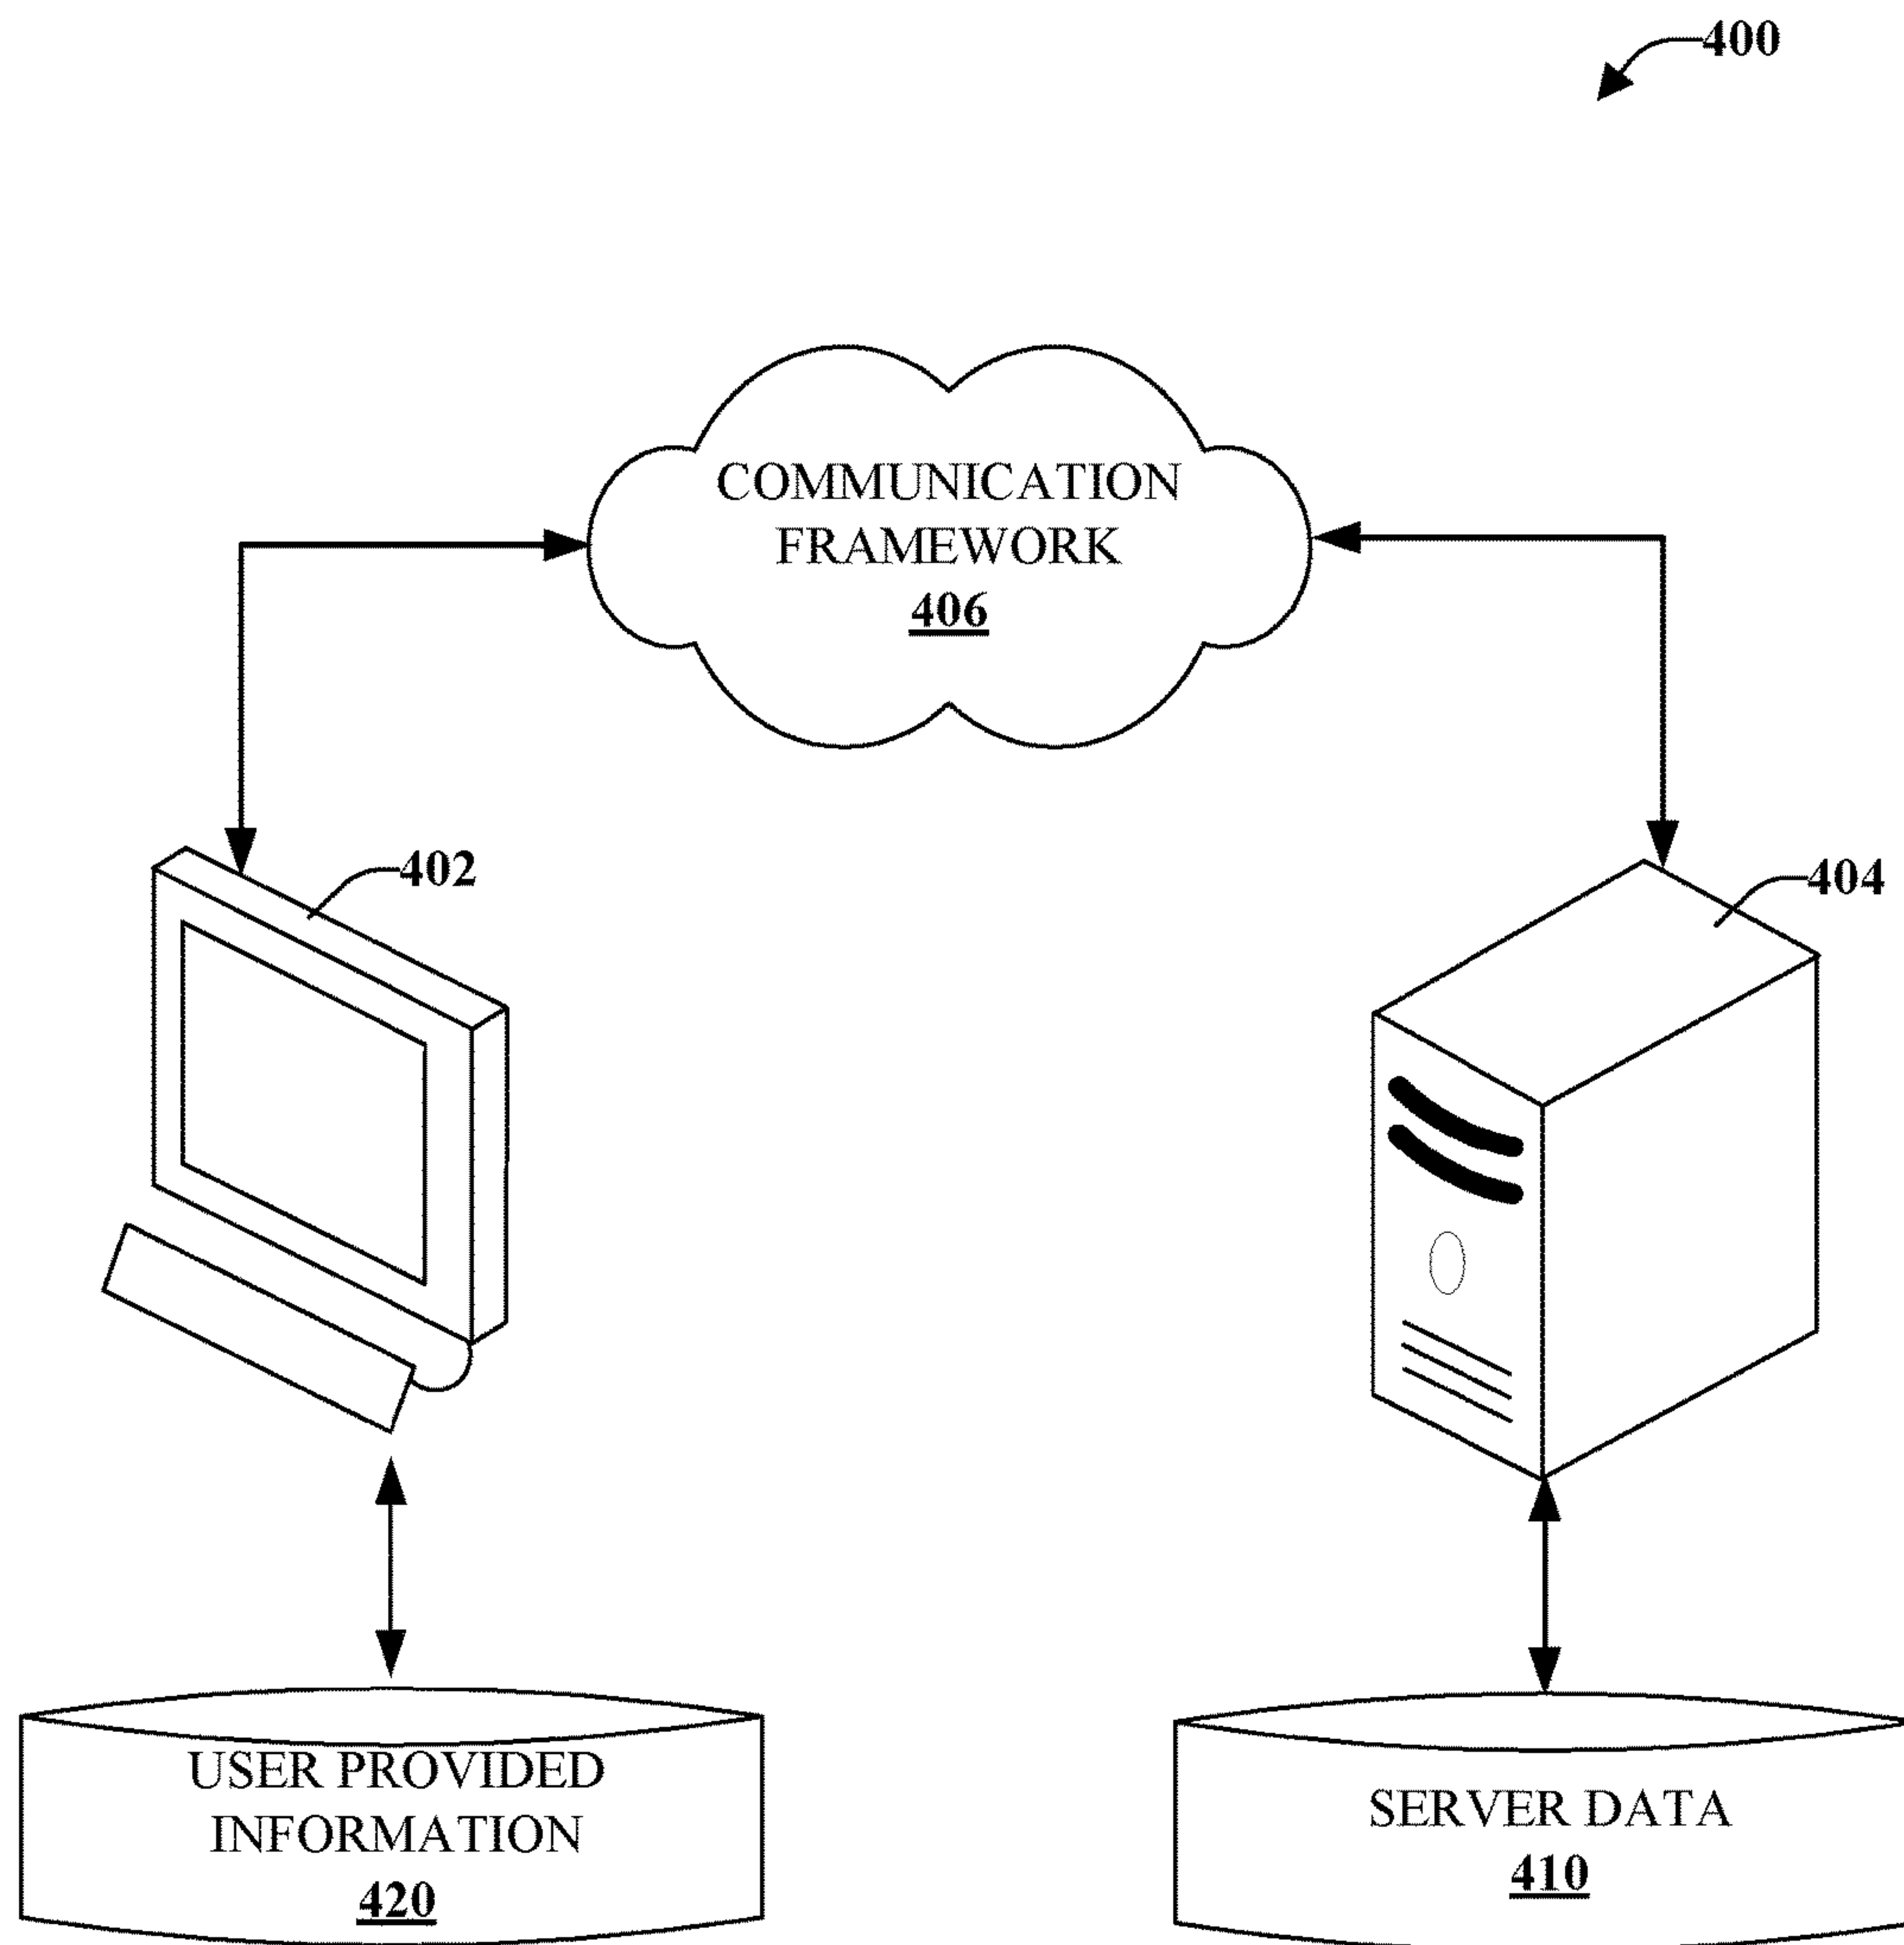 400
COMMUNICATION
FRAMEWORK
406
402
404
USER PROVIDED
INFORMATION
420
SERVER DATA
410